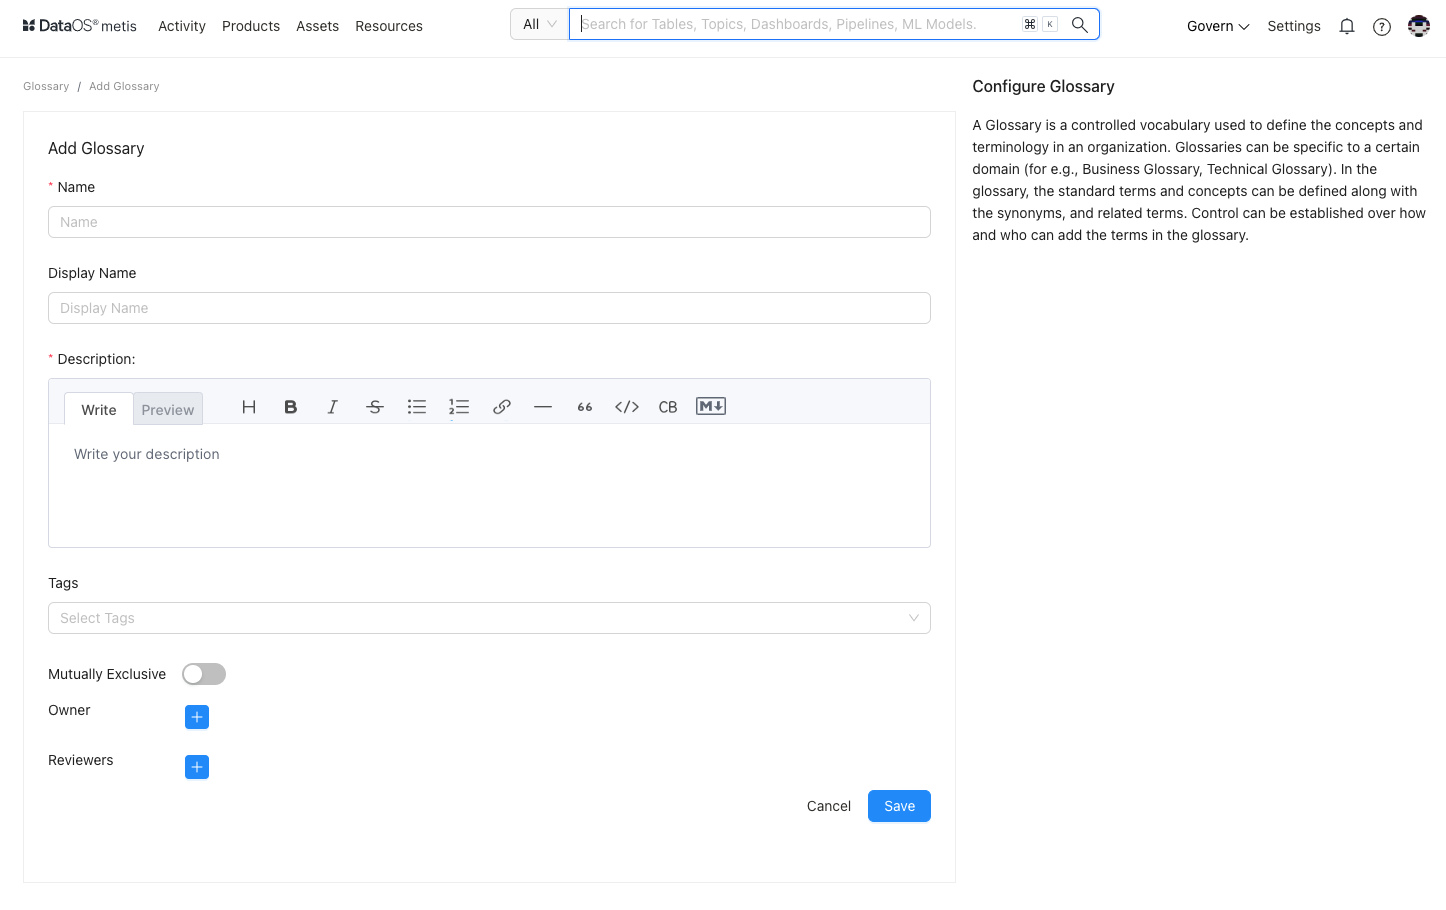 DataOS® metis Activity Products Assets Resources All Search for Tables, Topics, Dashboards, Pipelines, ML Models. ⌘ K Govern Settings ?
Glossary / Add Glossary
Add Glossary
* Name
Name
Display Name
Display Name
* Description:
Write Preview H B I S 66 </> CB M↓
Write your description
Tags
Select Tags
Mutually Exclusive
Owner +
Reviewers +
Cancel Save
Configure Glossary
A Glossary is a controlled vocabulary used to define the concepts and
terminology in an organization. Glossaries can be specific to a certain
domain (for e.g., Business Glossary, Technical Glossary). In the
glossary, the standard terms and concepts can be defined along with
the synonyms, and related terms. Control can be established over how
and who can add the terms in the glossary.